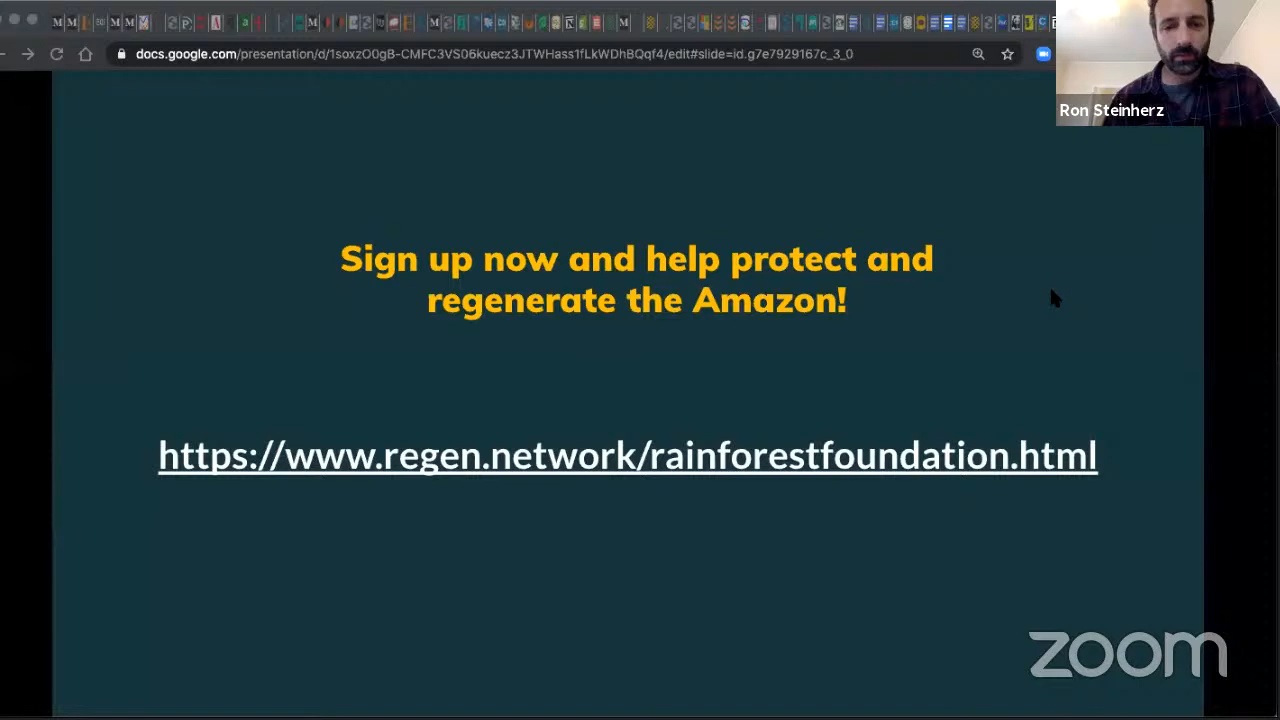 docs.google.com/presentation/d/1soxzO0gB-CMFC3VS06kuecz3JTWHass1fLkWDhBQqf4/edit#slide=id.g7e7929167c_3_0
Ron Steinherz
Sign up now and help protect and
regenerate the Amazon!
https://www.regen.network/rainforestfoundation.html
zoom